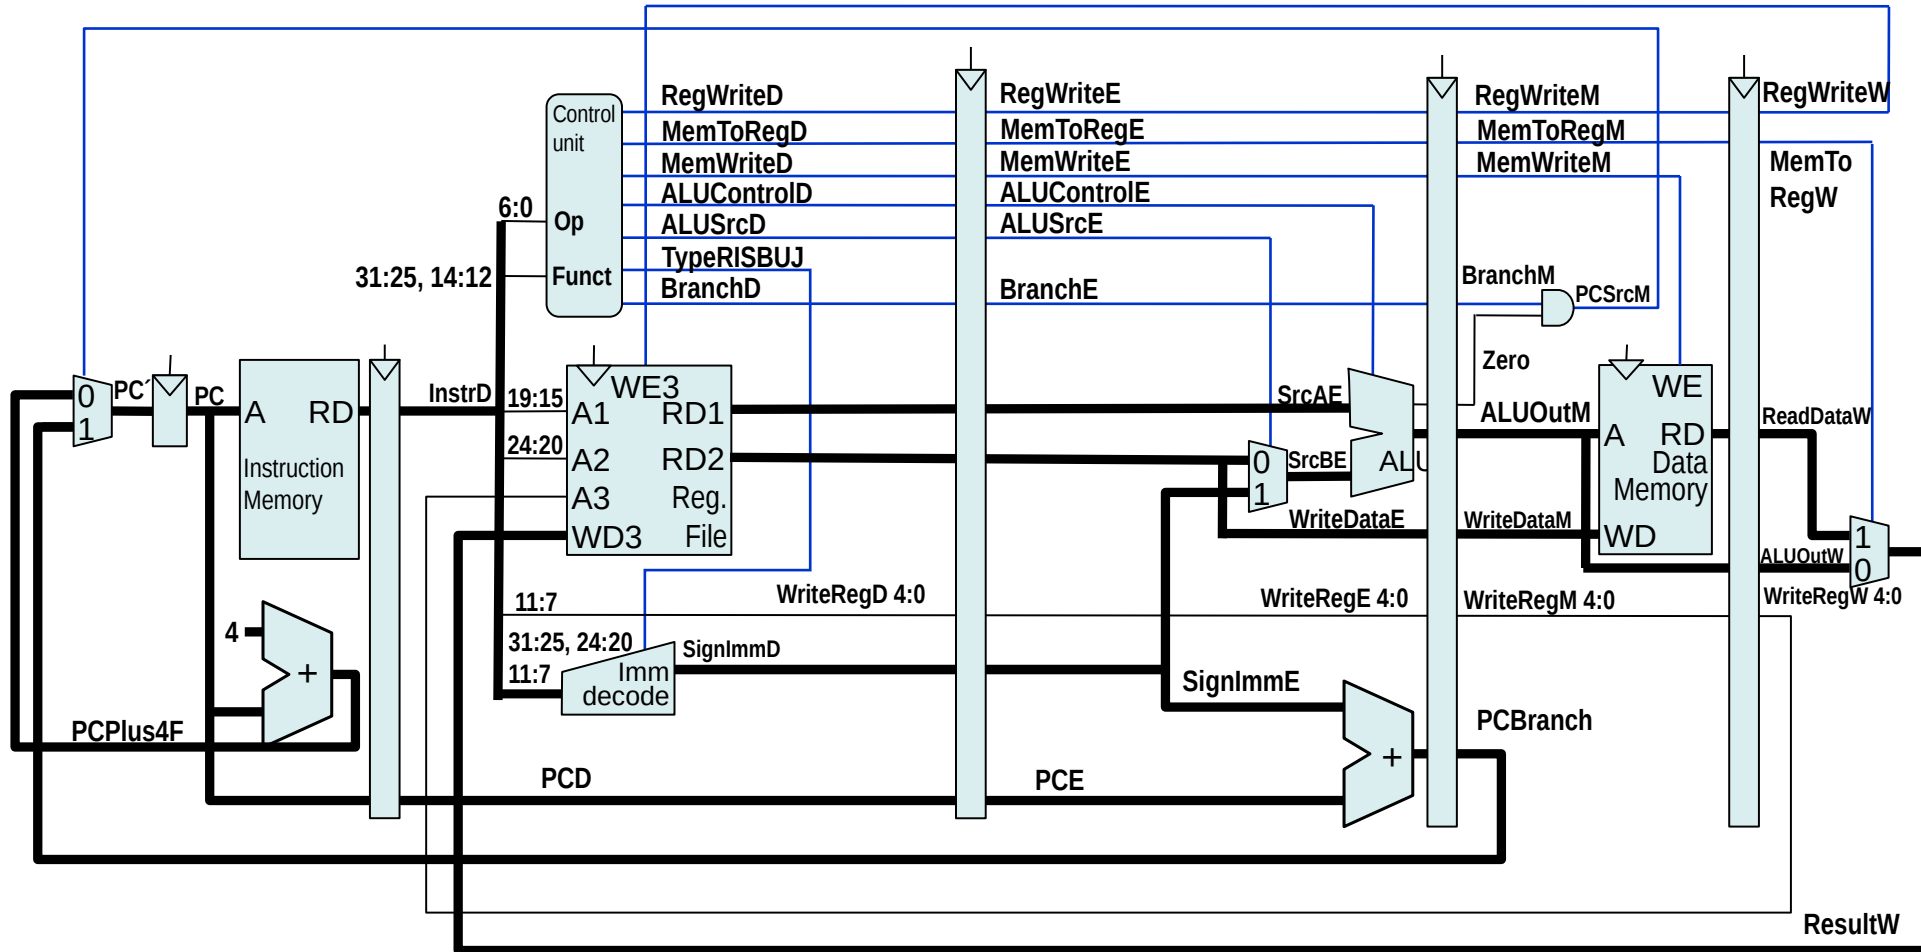 RegWriteD
RegWriteE
RegWriteM
RegWriteW
Control
unit
MemToRegD
MemToRegE
MemToRegM
MemWriteD
MemWriteE
MemWriteM
MemTo
RegW
ALUControlD
ALUControlE
6:0
Op
ALUSrcD
ALUSrcE
TypeRISBUJ
31:25, 14:12
Funct
BranchD
BranchE
BranchM
PCSrcM
Zero
0
1
PC´
PC
A
RD
Instruction
Memory
InstrD
19:15
24:20
WE3
A1
RD1
A2
RD2
A3
Reg.
WD3
File
SrcAE
0
1
SrcBE
ALU
WriteDataE
ALUOutM
WE
A
RD
Data
Memory
WD
WriteDataM
ReadDataW
1
0
ALUOutW
11:7
WriteRegD 4:0
WriteRegE 4:0
WriteRegM 4:0
WriteRegW 4:0
4
+
31:25, 24:20
11:7
Imm
decode
SignImmD
SignImmE
PCPlus4F
PCBranch
+
PCD
PCE
ResultW